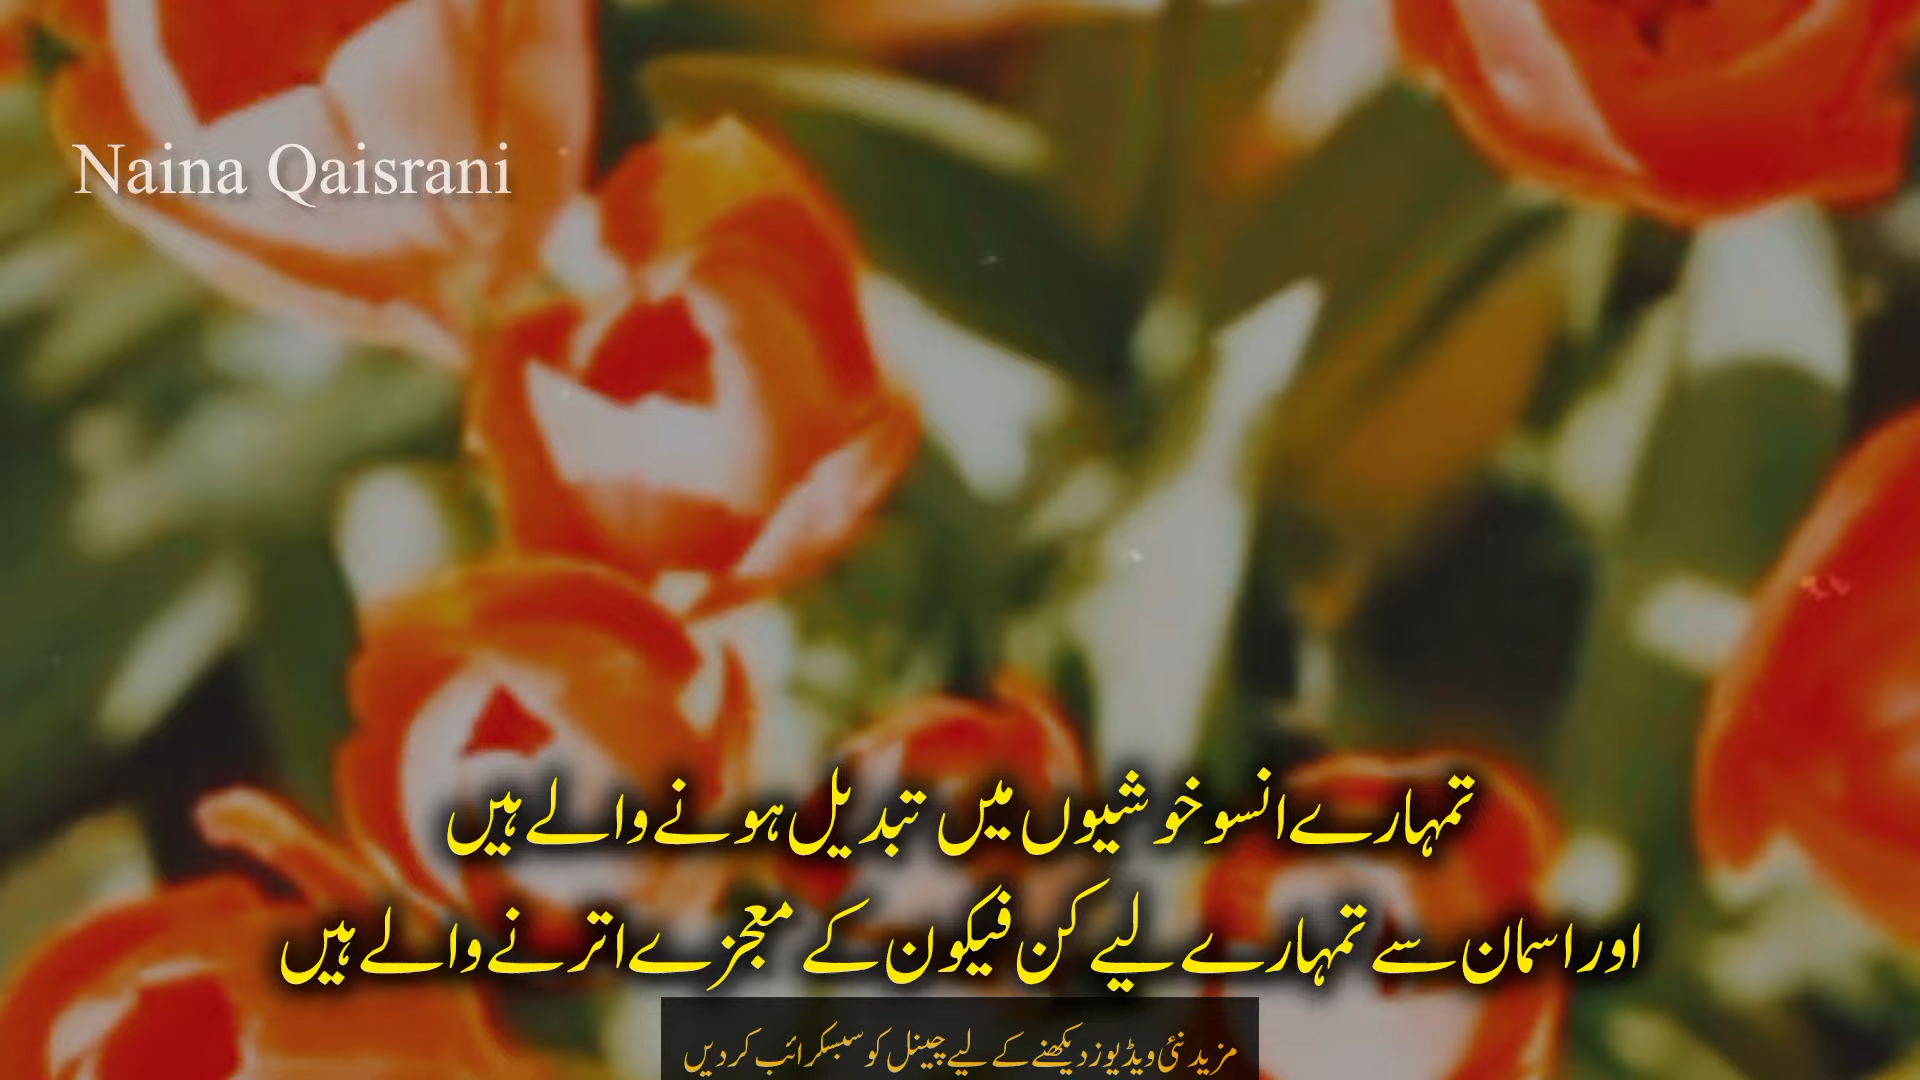 Naina Qaisrani
تمہارے انسو خوشیوں میں تبدیل ہونے والے ہیں
اور اسمان سے تمہارے لیے کن فیکون کے معجزے اترنے والے ہیں
مزید نئی ویڈیوز دیکھنے کے لیے چینل کو سبسکرائب کر دیں